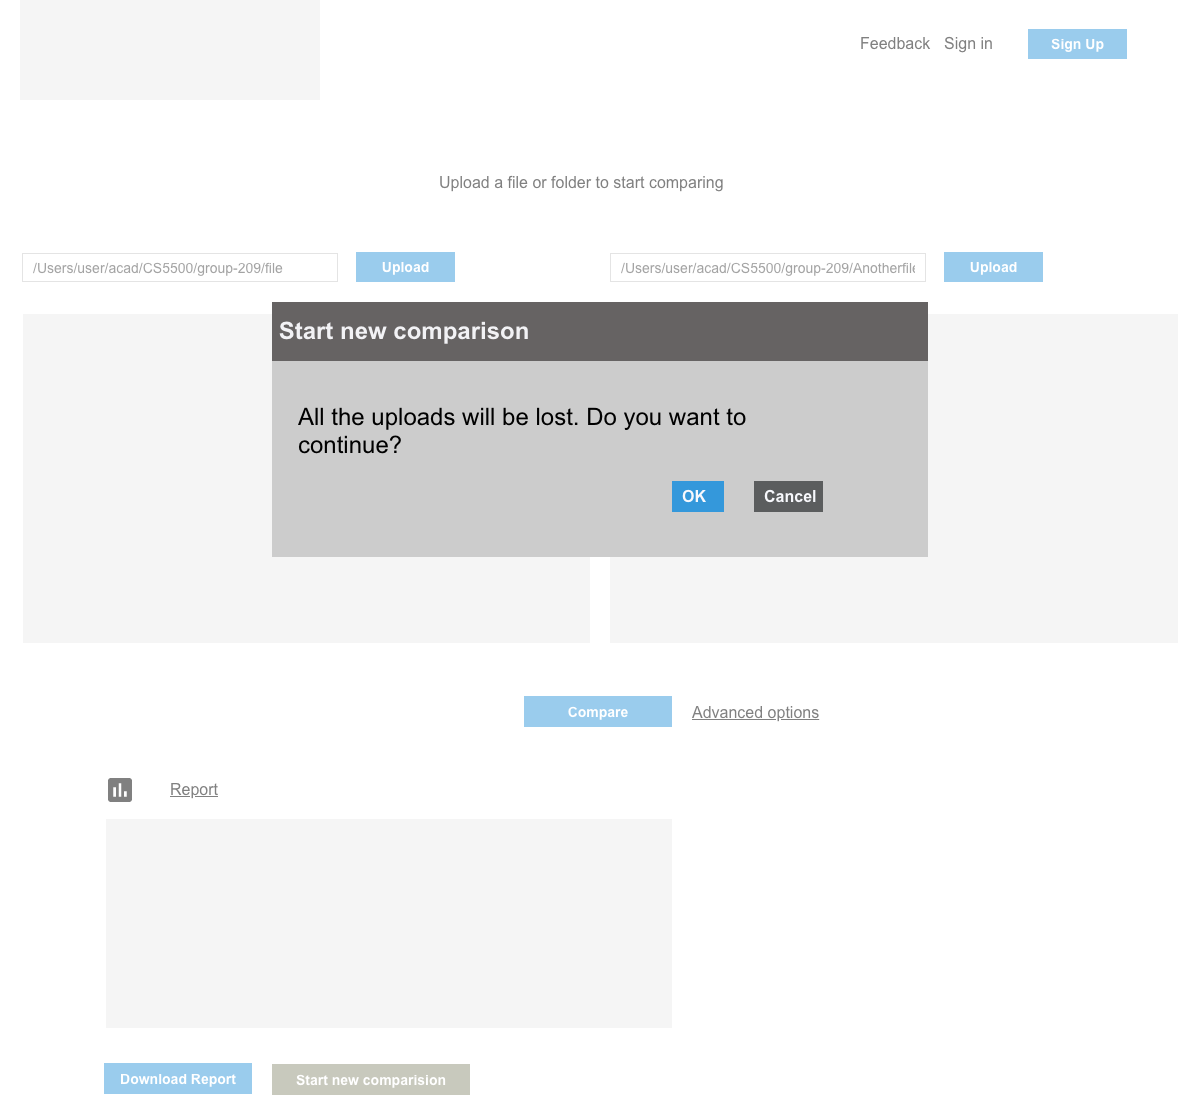 Feedback Sign in Sign Up
Upload a file or folder to start comparing
/Users/user/acad/CS5500/group-209/file Upload /Users/user/acad/CS5500/group-209/Anotherfile Upload
Start new comparison
All the uploads will be lost. Do you want to
continue?
OK Cancel
Compare Advanced options
Report
Download Report Start new comparision